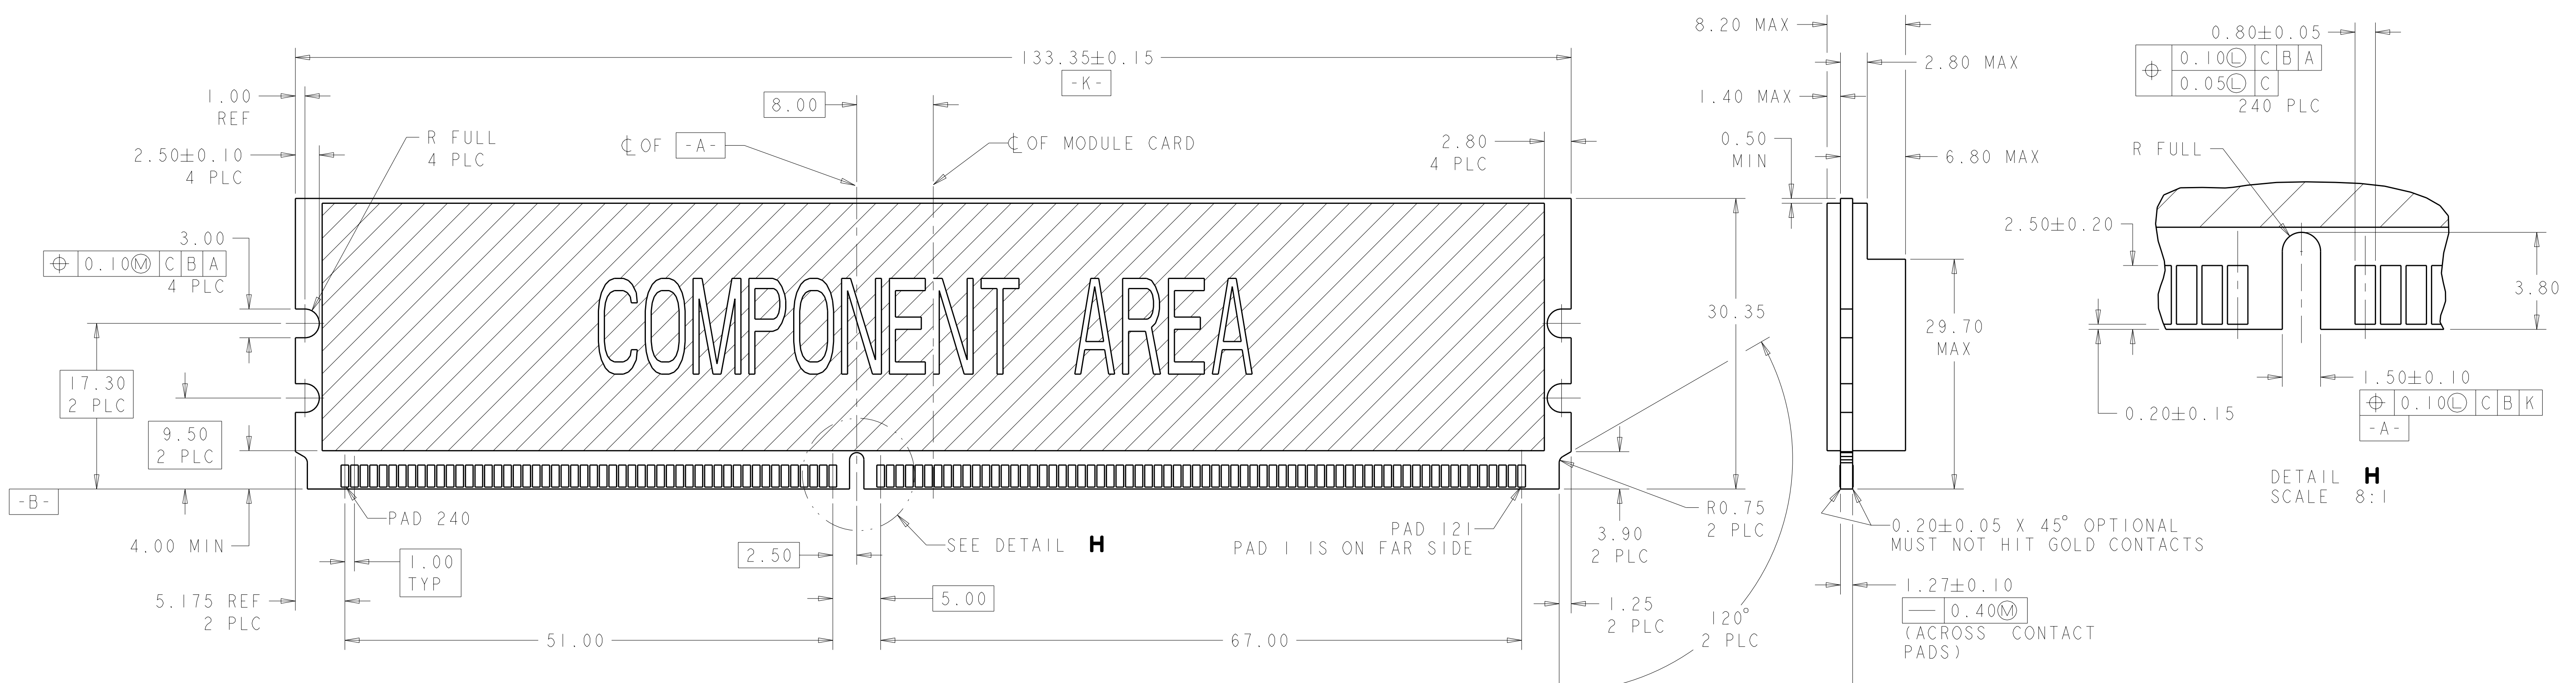 133.35±0.15
-K-
1.00
REF
8.00
R FULL
4 PLC
2.50±0.10
4 PLC
℄ OF -A-
℄ OF MODULE CARD
2.80
4 PLC
3.00
⌖ 0.10Ⓜ C B A
4 PLC
COMPONENT AREA
17.30
2 PLC
9.50
2 PLC
-B-
4.00 MIN
PAD 240
1.00
TYP
5.175 REF
2 PLC
51.00
2.50
SEE DETAIL H
5.00
67.00
PAD 121
PAD 1 IS ON FAR SIDE
30.35
3.90
2 PLC
R0.75
2 PLC
1.25
2 PLC
120°
2 PLC
8.20 MAX
2.80 MAX
1.40 MAX
0.50
MIN
6.80 MAX
29.70
MAX
0.20±0.05 X 45° OPTIONAL
MUST NOT HIT GOLD CONTACTS
1.27±0.10
⏤ 0.40Ⓜ
(ACROSS CONTACT
PADS)
0.80±0.05
⌖ 0.10Ⓛ C B A
0.05Ⓛ C
240 PLC
R FULL
2.50±0.20
3.80
1.50±0.10
⌖ 0.10Ⓛ C B K
-A-
0.20±0.15
DETAIL H
SCALE 8:1